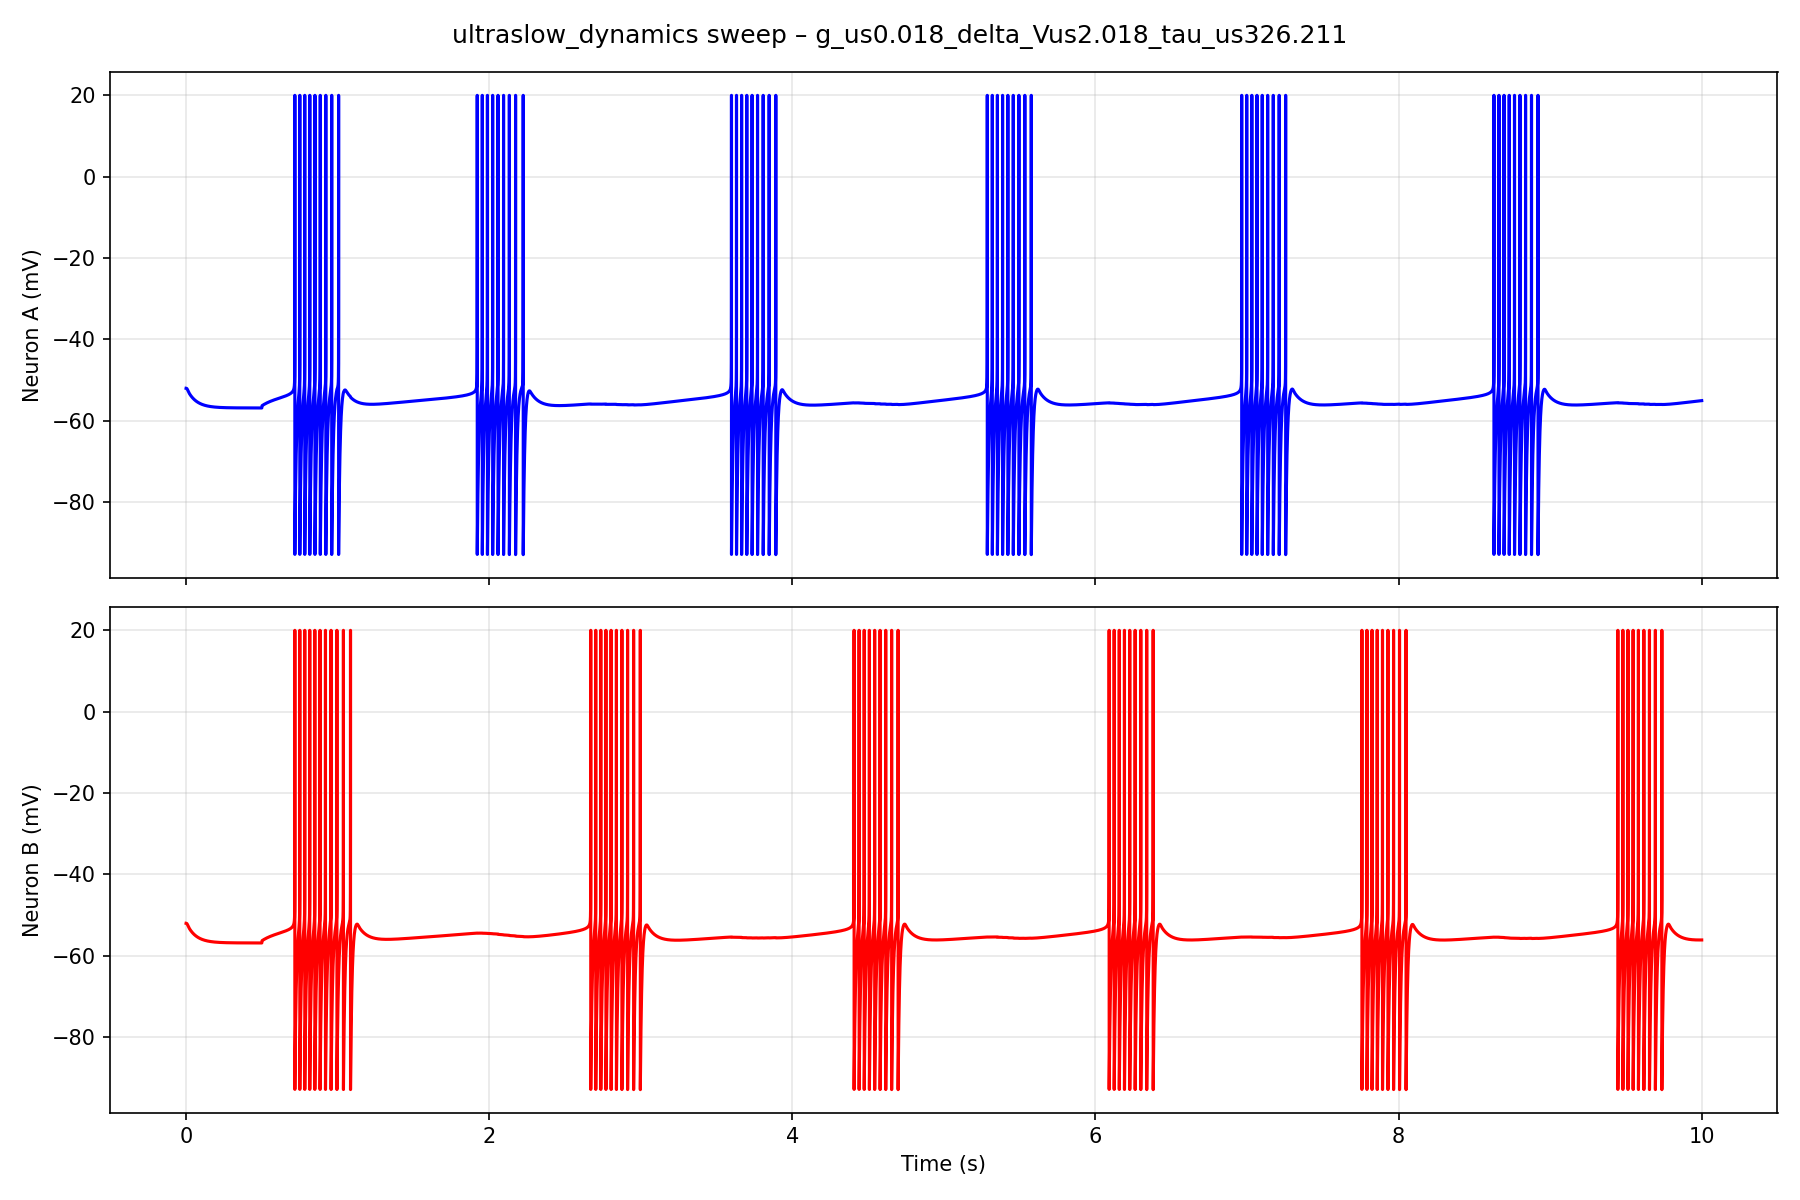 ultraslow_dynamics sweep – g_us0.018_delta_Vus2.018_tau_us326.211
20
0
−20
−40
−60
−80
Neuron A (mV)
20
0
−20
−40
−60
−80
Neuron B (mV)
0 2 4 6 8 10
Time (s)